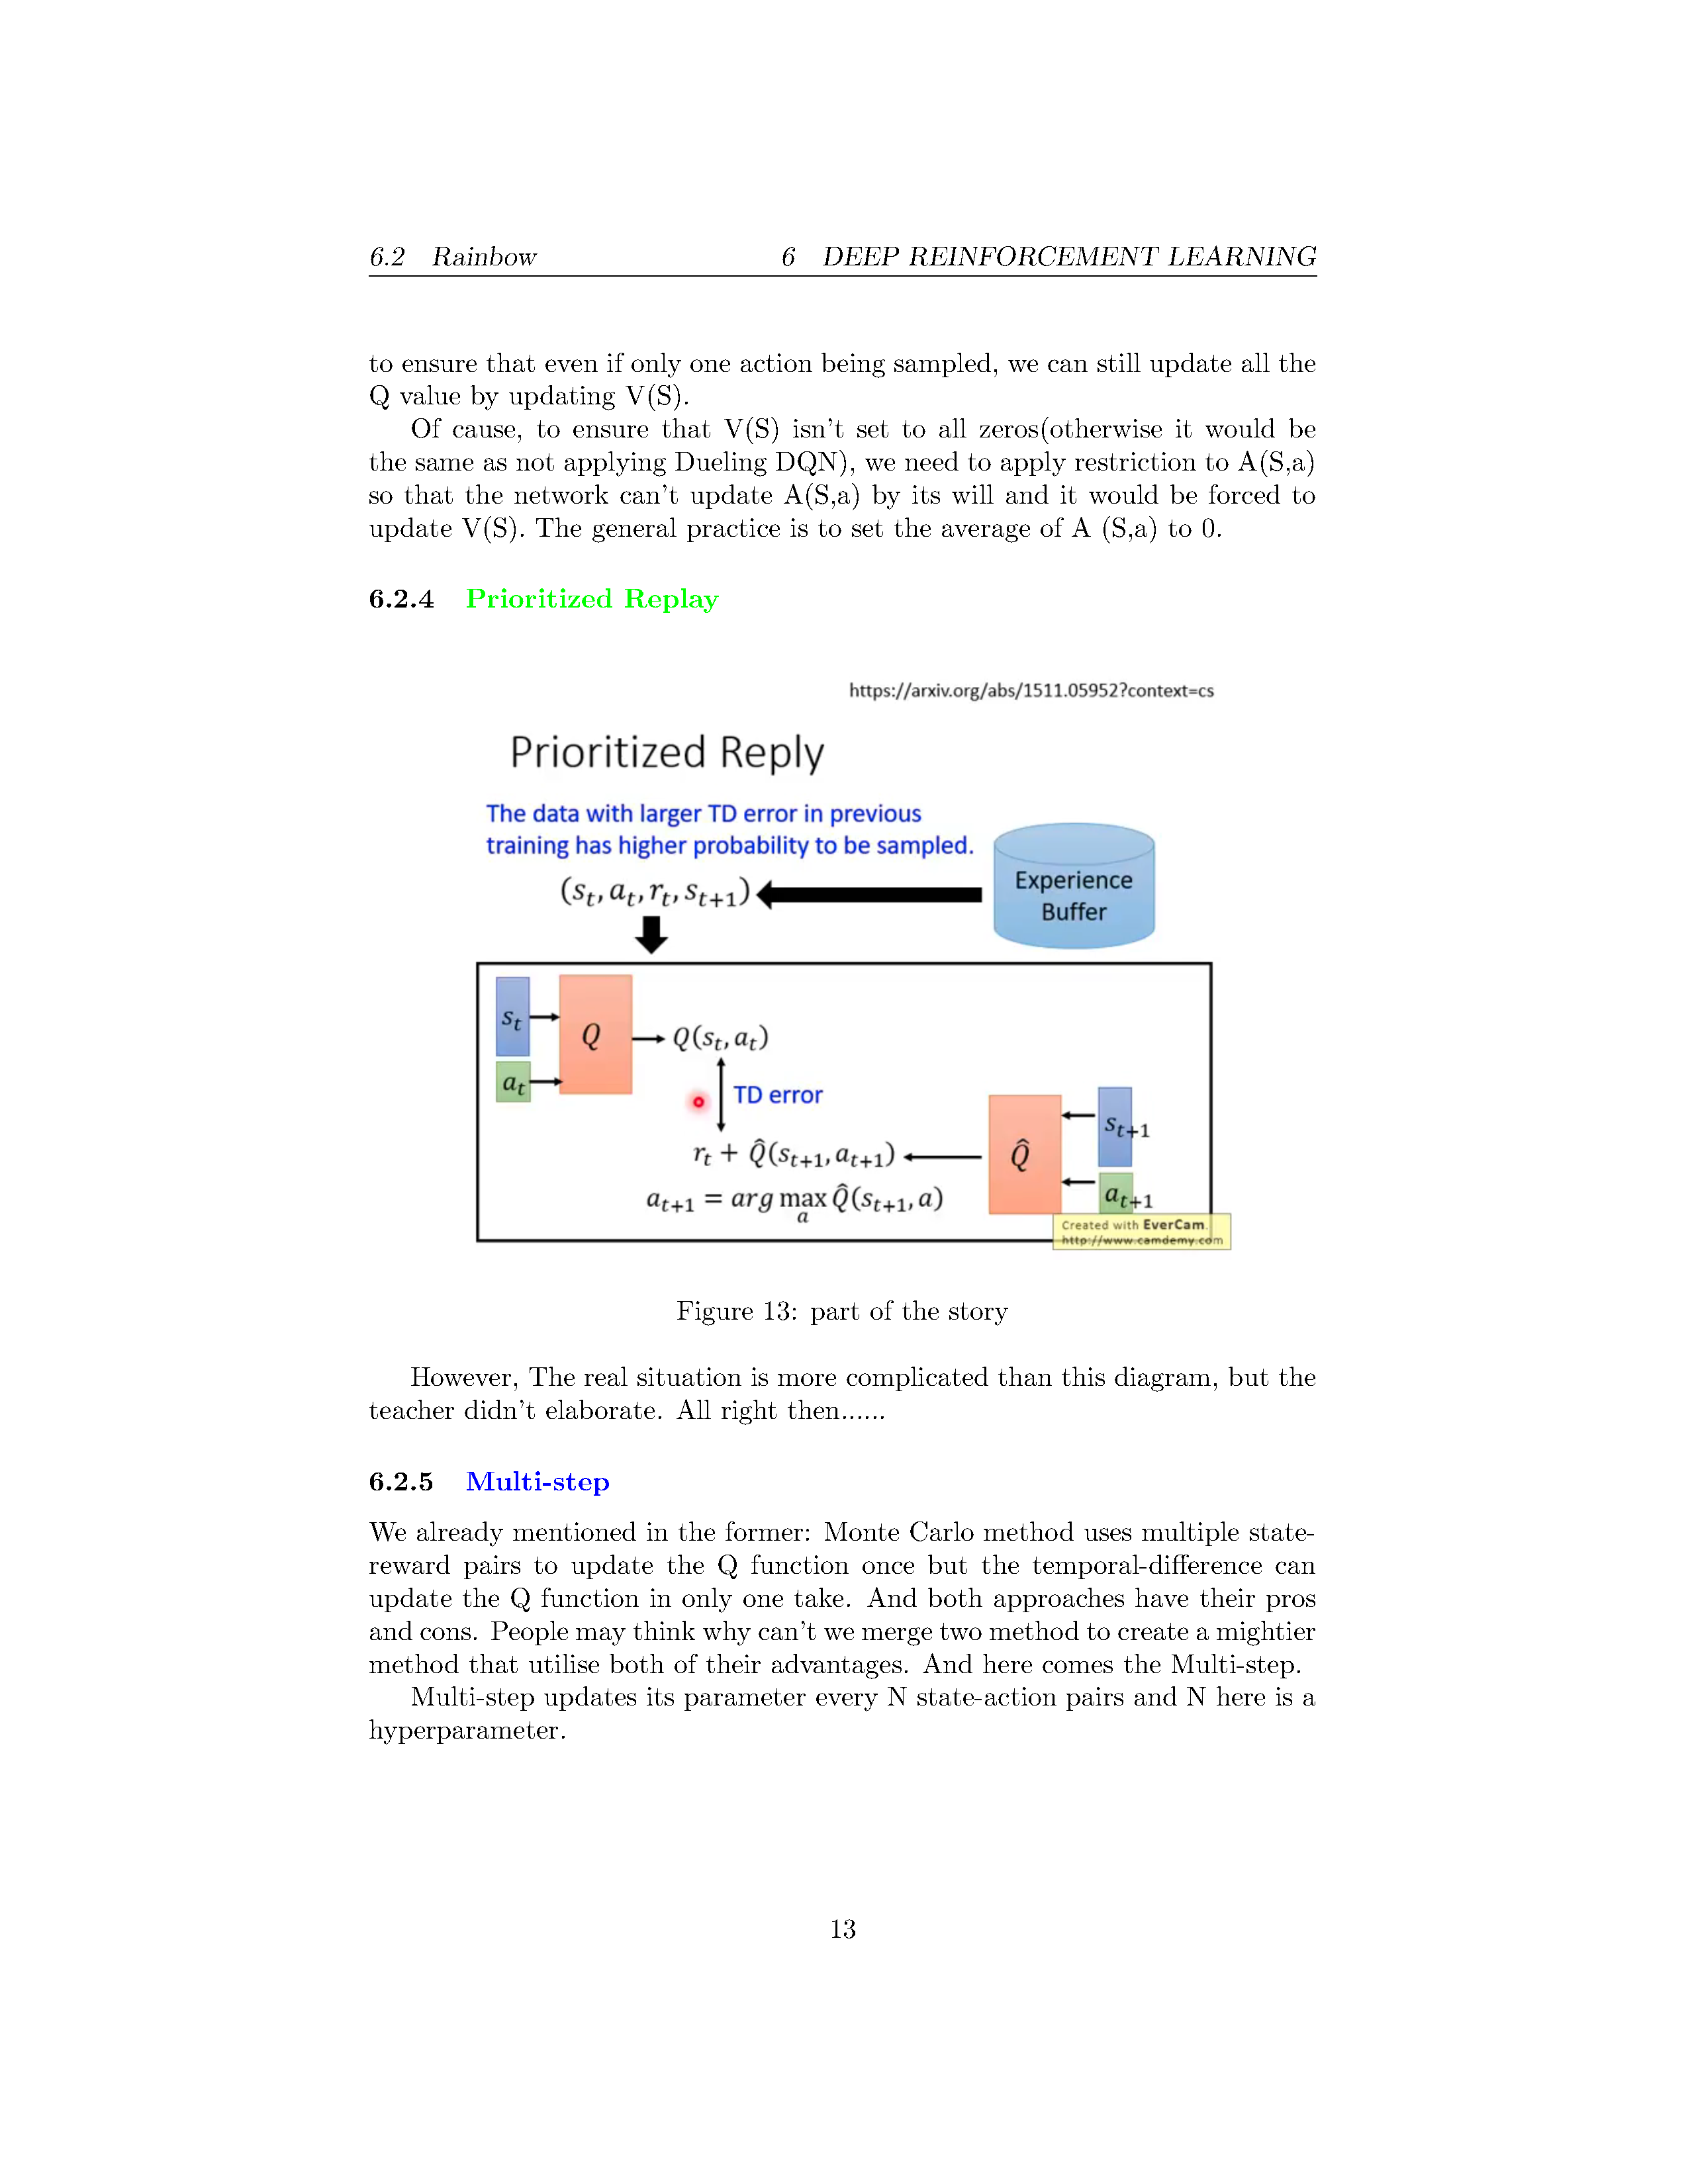 6.2 Rainbow 6 DEEP REINFORCEMENT LEARNING
to ensure that even if only one action being sampled, we can still update all the
Q value by updating V(S).
Of cause, to ensure that V(S) isn't set to all zeros(otherwise it would be
the same as not applying Dueling DQN), we need to apply restriction to A(S,a)
so that the network can't update A(S,a) by its will and it would be forced to
update V(S). The general practice is to set the average of A (S,a) to 0.
6.2.4 Prioritized Replay
https://arxiv.org/abs/1511.05952?context=cs
Prioritized Reply
The data with larger TD error in previous
training has higher probability to be sampled.
(s_t, a_t, r_t, s_{t+1})
Experience
Buffer
s_t
Q
Q(s_t, a_t)
a_t
TD error
s_{t+1}
r_t + Q̂(s_{t+1}, a_{t+1})
Q̂
a_{t+1} = arg max_a Q̂(s_{t+1}, a)
a_{t+1}
Created with EverCam.
http://www.camdemy.com
Figure 13: part of the story
However, The real situation is more complicated than this diagram, but the
teacher didn't elaborate. All right then......
6.2.5 Multi-step
We already mentioned in the former: Monte Carlo method uses multiple state-
reward pairs to update the Q function once but the temporal-difference can
update the Q function in only one take. And both approaches have their pros
and cons. People may think why can't we merge two method to create a mightier
method that utilise both of their advantages. And here comes the Multi-step.
Multi-step updates its parameter every N state-action pairs and N here is a
hyperparameter.
13